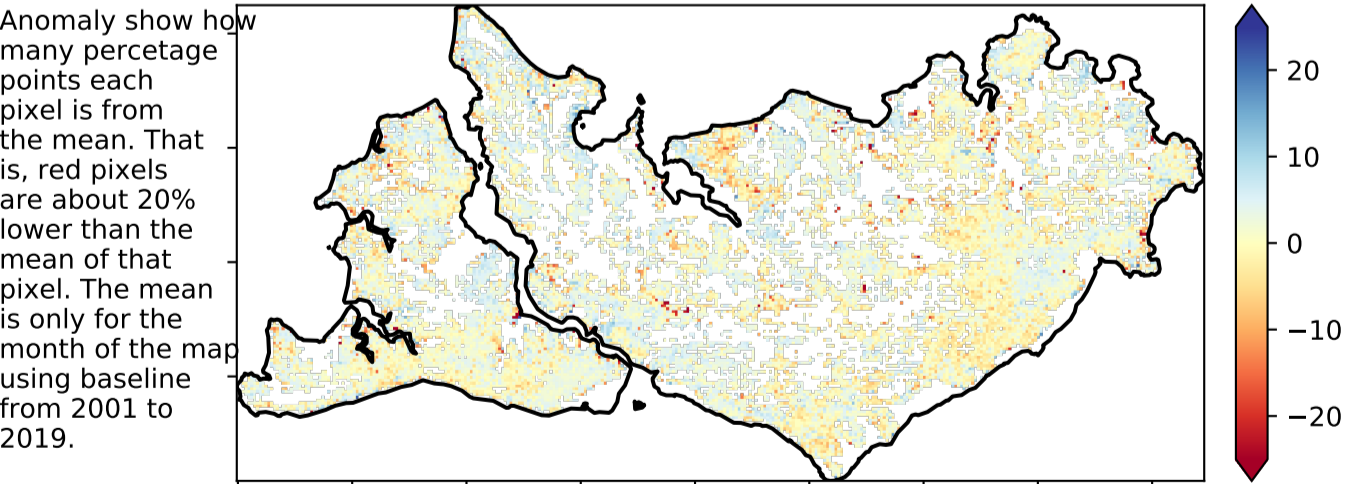 Anomaly show how
many percetage
points each
pixel is from
the mean. That
is, red pixels
are about 20%
lower than the
mean of that
pixel. The mean
is only for the
month of the map
using baseline
from 2001 to
2019.
20
10
0
−10
−20